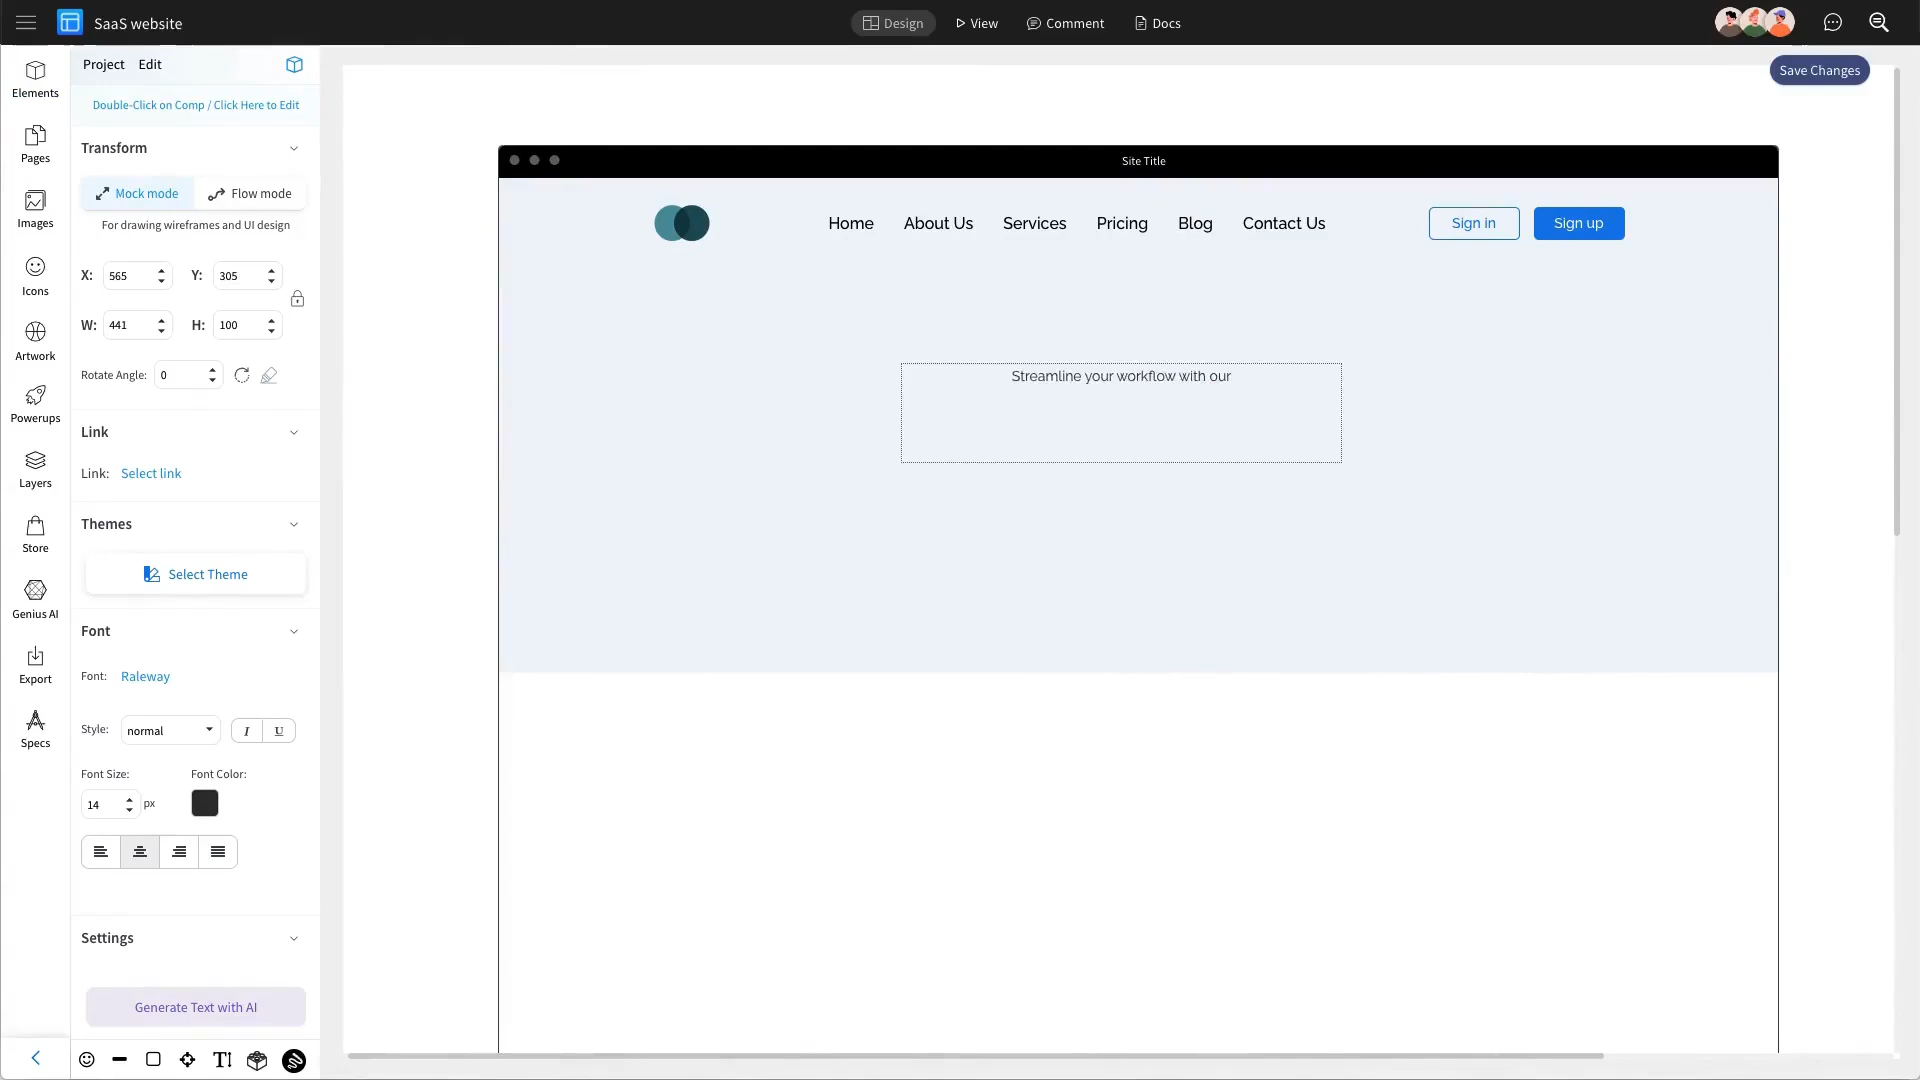 SaaS website
Design
View
Comment
Docs
Save Changes
Elements
Pages
Images
Icons
Artwork
Powerups
Layers
Store
Genius AI
Export
Specs
Project Edit
Double-Click on Comp / Click Here to Edit
Transform
Mock mode Flow mode
For drawing wireframes and UI design
X: 565 Y: 305
W: 441 H: 100
Rotate Angle: 0
Link
Link: Select link
Themes
Select Theme
Font
Font: Raleway
Style: normal I U
Font Size: Font Color:
14 px
Settings
Generate Text with AI
Site Title
Home About Us Services Pricing Blog Contact Us Sign in Sign up
Streamline your workflow with our